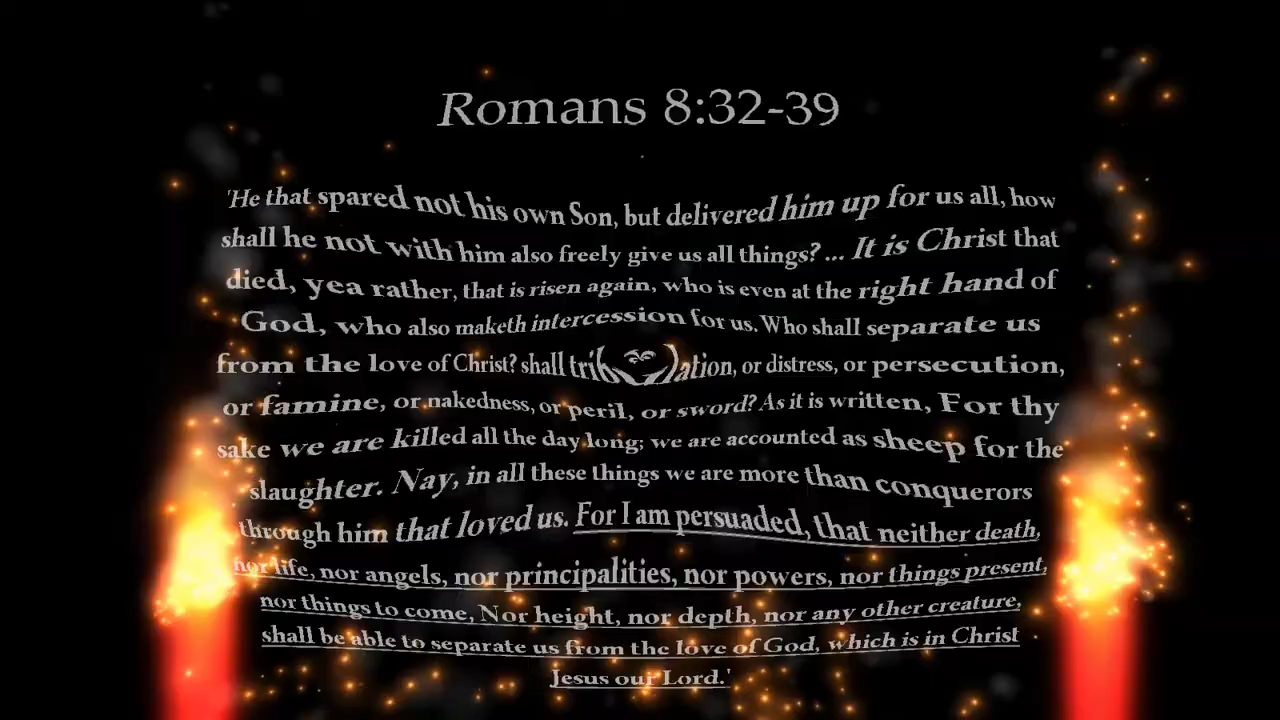 Romans 8:32-39
'He that spared not his own Son, but delivered him up for us all, how
shall he not with him also freely give us all things? ... It is Christ that
died, yea rather, that is risen again, who is even at the right hand of
God, who also maketh intercession for us. Who shall separate us
from the love of Christ? shall tribulation, or distress, or persecution,
or famine, or nakedness, or peril, or sword? As it is written, For thy
sake we are killed all the day long; we are accounted as sheep for the
slaughter. Nay, in all these things we are more than conquerors
through him that loved us. For I am persuaded, that neither death,
nor life, nor angels, nor principalities, nor powers, nor things present,
nor things to come, Nor height, nor depth, nor any other creature,
shall be able to separate us from the love of God, which is in Christ
Jesus our Lord.'